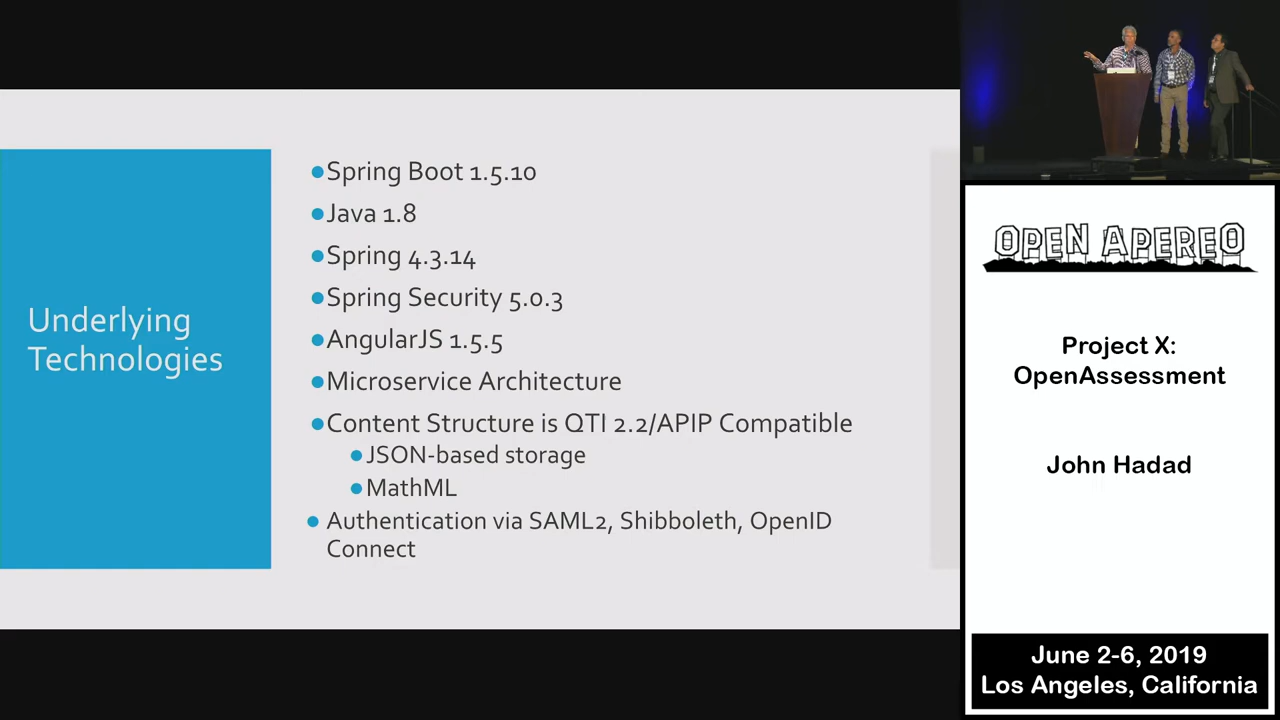 Underlying
Technologies
Spring Boot 1.5.10
Java 1.8
Spring 4.3.14
Spring Security 5.0.3
AngularJS 1.5.5
Microservice Architecture
Content Structure is QTI 2.2/APIP Compatible
JSON-based storage
MathML
Authentication via SAML2, Shibboleth, OpenID
Connect
OPEN APEREO
Project X:
OpenAssessment
John Hadad
June 2-6, 2019
Los Angeles, California